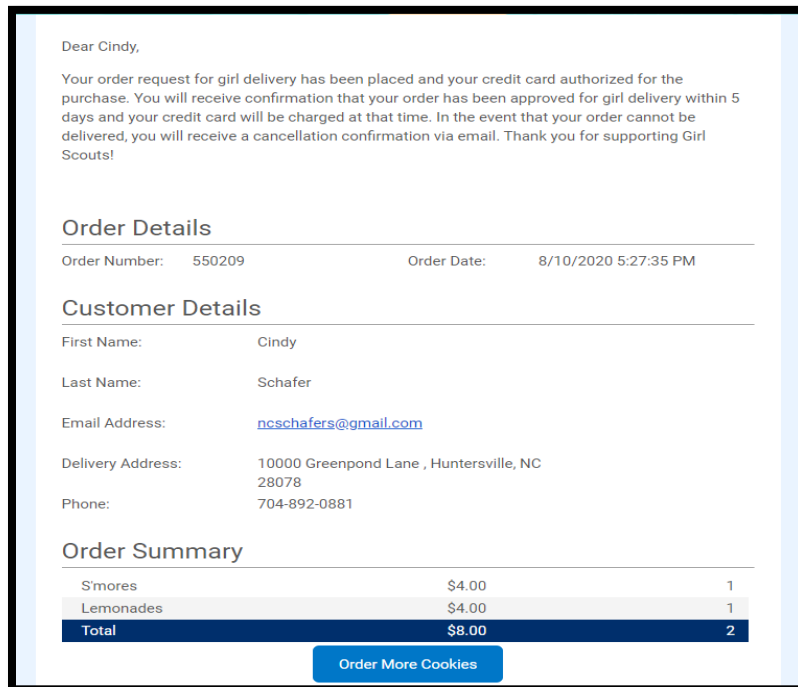 Dear Cindy,
Your order request for girl delivery has been placed and your credit card authorized for the
purchase. You will receive confirmation that your order has been approved for girl delivery within 5
days and your credit card will be charged at that time. In the event that your order cannot be
delivered, you will receive a cancellation confirmation via email. Thank you for supporting Girl
Scouts!
Order Details
Order Number: 550209 Order Date: 8/10/2020 5:27:35 PM
Customer Details
First Name: Cindy
Last Name: Schafer
Email Address: ncschafers@gmail.com
Delivery Address: 10000 Greenpond Lane , Huntersville, NC
28078
Phone: 704-892-0881
Order Summary
S'mores $4.00 1
Lemonades $4.00 1
Total $8.00 2
Order More Cookies